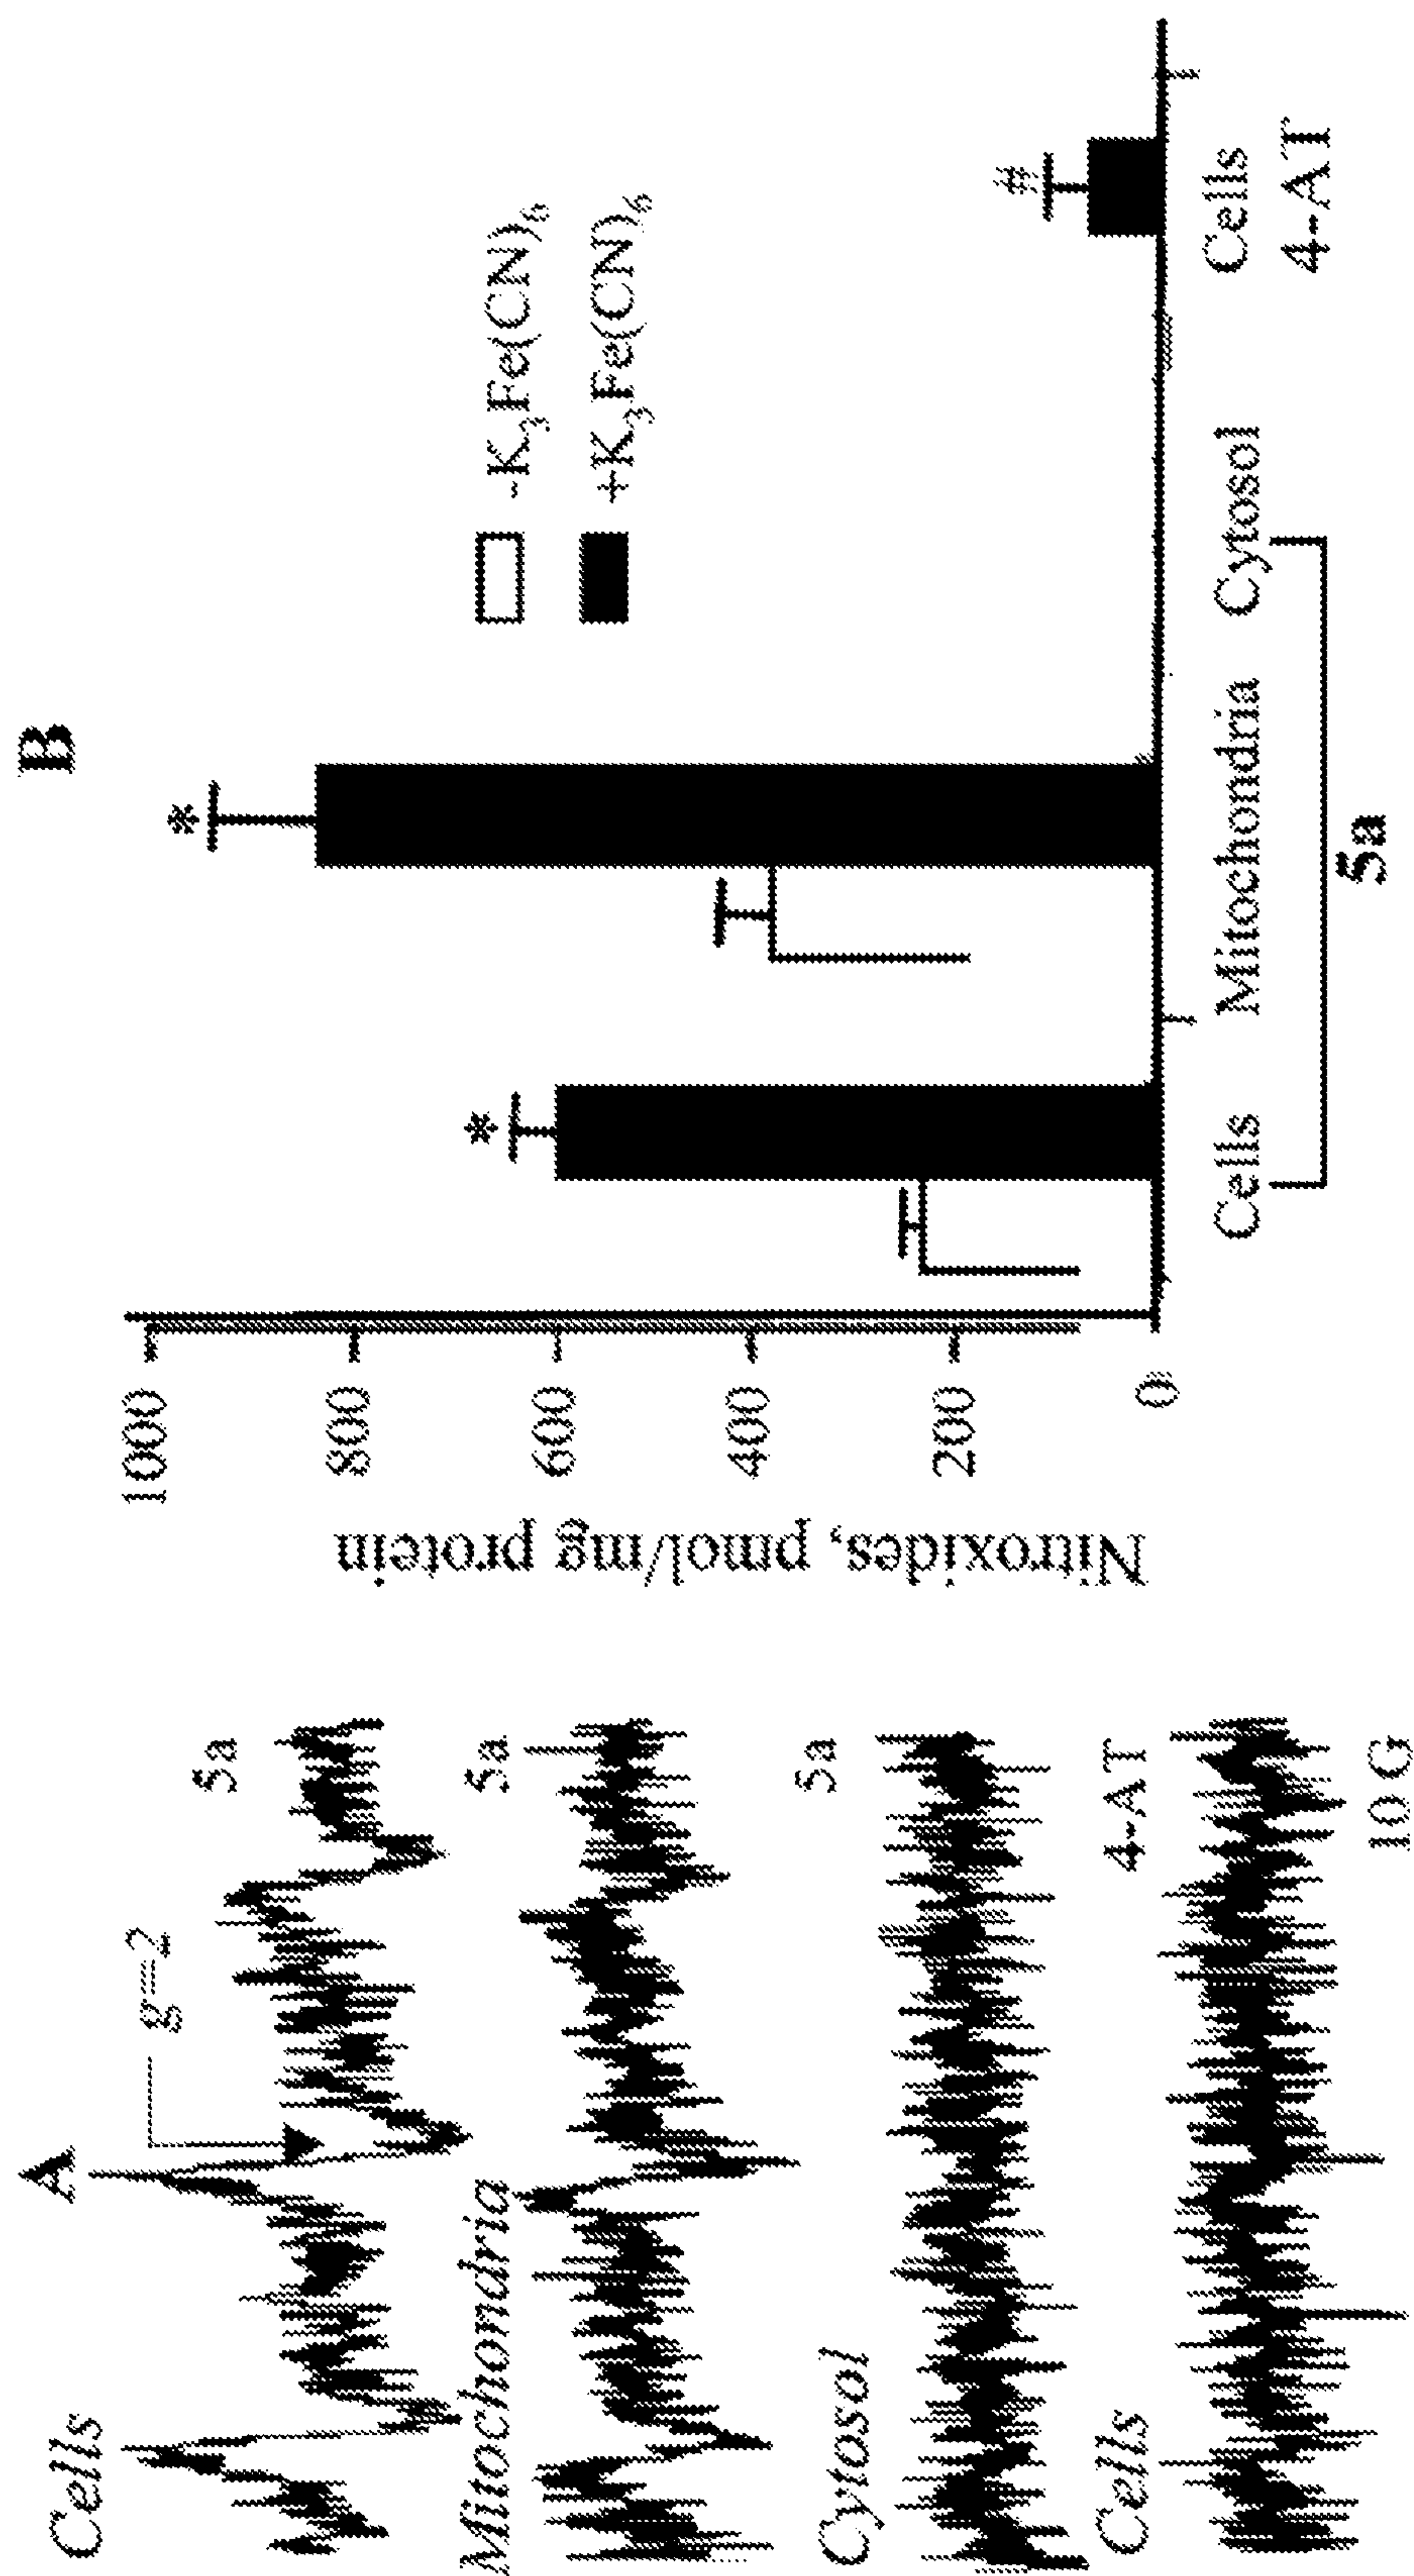 A
Cells
5a
g=2
Mitochondria
5a
Cytosol
5a
Cells
4-AT
10 G
B
Nitroxides, pmol/mg protein
1000
800
600
400
200
0
-K3Fe(CN)6
+K3Fe(CN)6
*
*
#
Cells
Mitochondria
Cytosol
Cells
4-AT
5a